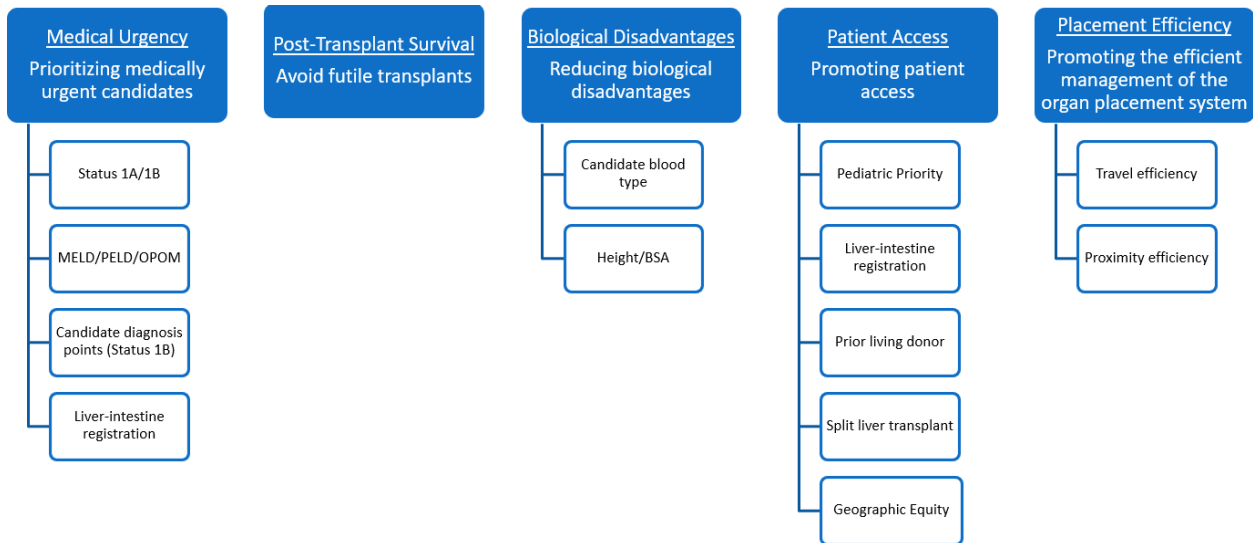 Medical Urgency
Prioritizing medically
urgent candidates
Status 1A/1B
MELD/PELD/OPOM
Candidate diagnosis
points (Status 1B)
Liver-intestine
registration
Post-Transplant Survival
Avoid futile transplants
Biological Disadvantages
Reducing biological
disadvantages
Candidate blood
type
Height/BSA
Patient Access
Promoting patient
access
Pediatric Priority
Liver-intestine
registration
Prior living donor
Split liver transplant
Geographic Equity
Placement Efficiency
Promoting the efficient
management of the
organ placement system
Travel efficiency
Proximity efficiency